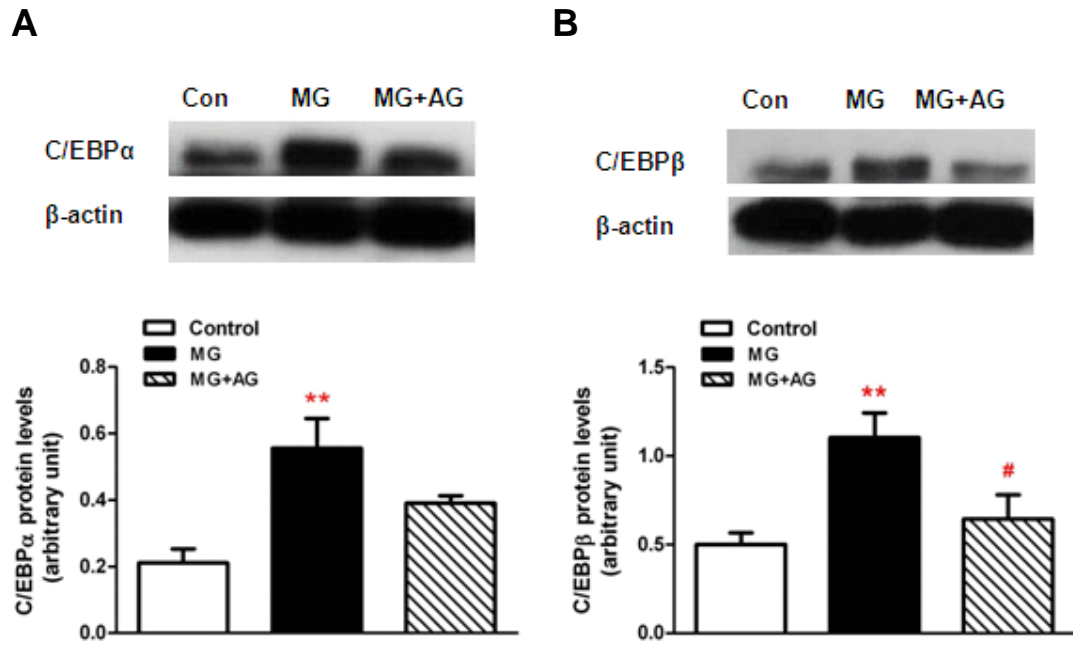 A
Con MG MG+AG
C/EBPα
β-actin
Control
MG
MG+AG
0.8
0.6
0.4
0.2
0.0
**
C/EBPα protein levels
(arbitrary unit)
B
Con MG MG+AG
C/EBPβ
β-actin
Control
MG
MG+AG
1.5
1.0
0.5
0.0
**
#
C/EBPβ protein levels
(arbitrary unit)